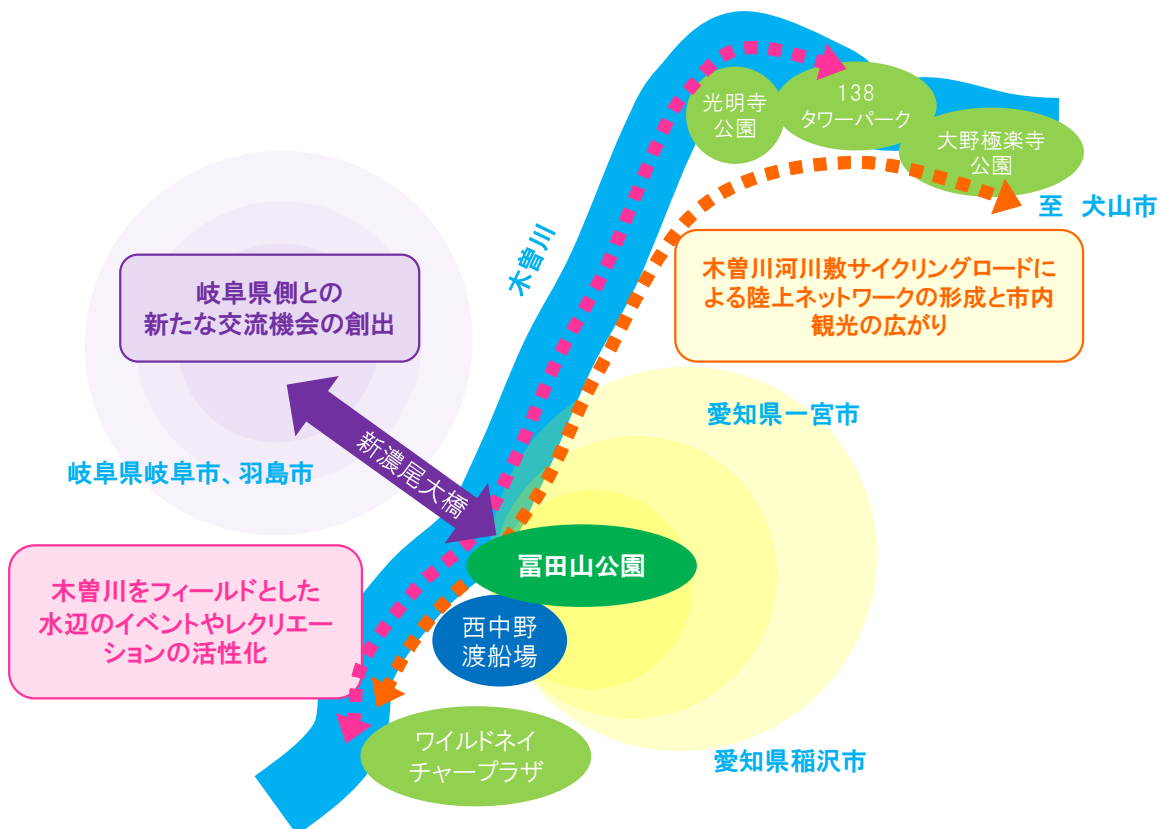 光明寺
公園
138
タワーパーク
大野極楽寺
公園
至　犬山市
木曽川
木曽川河川敷サイクリングロードに
よる陸上ネットワークの形成と市内
観光の広がり
岐阜県側との
新たな交流機会の創出
愛知県一宮市
新濃尾大橋
岐阜県岐阜市、羽島市
冨田山公園
木曽川をフィールドとした
水辺のイベントやレクリエー
ションの活性化
西中野
渡船場
ワイルドネイ
チャープラザ
愛知県稲沢市